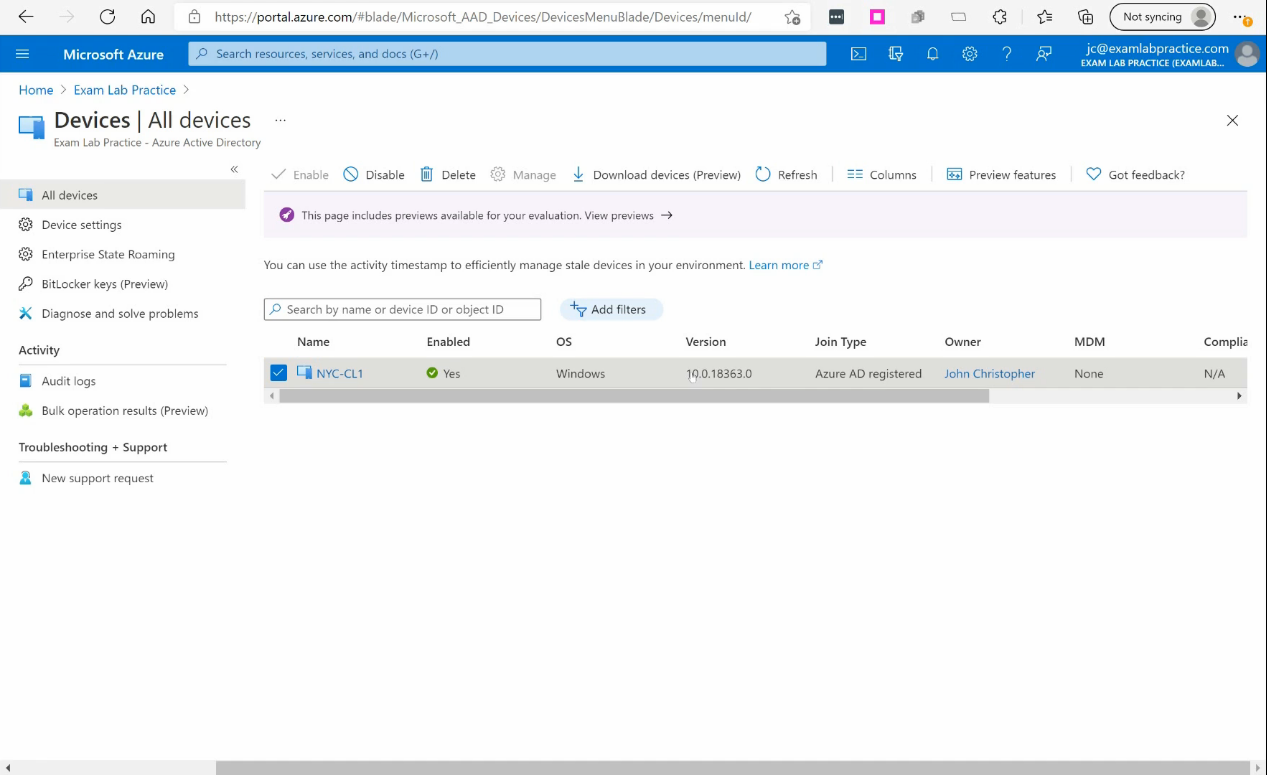 https://portal.azure.com/#blade/Microsoft_AAD_Devices/DevicesMenuBlade/Devices/menuId/
Not syncing
Microsoft Azure
Search resources, services, and docs (G+/)
jc@examlabpractice.com
EXAM LAB PRACTICE (EXAMLAB...
Home > Exam Lab Practice >
Devices | All devices ...
Exam Lab Practice - Azure Active Directory
All devices
Device settings
Enterprise State Roaming
BitLocker keys (Preview)
Diagnose and solve problems
Activity
Audit logs
Bulk operation results (Preview)
Troubleshooting + Support
New support request
Enable Disable Delete Manage Download devices (Preview) Refresh Columns Preview features Got feedback?
This page includes previews available for your evaluation. View previews →
You can use the activity timestamp to efficiently manage stale devices in your environment. Learn more
Search by name or device ID or object ID Add filters
Name Enabled OS Version Join Type Owner MDM Complia
NYC-CL1 Yes Windows 10.0.18363.0 Azure AD registered John Christopher None N/A